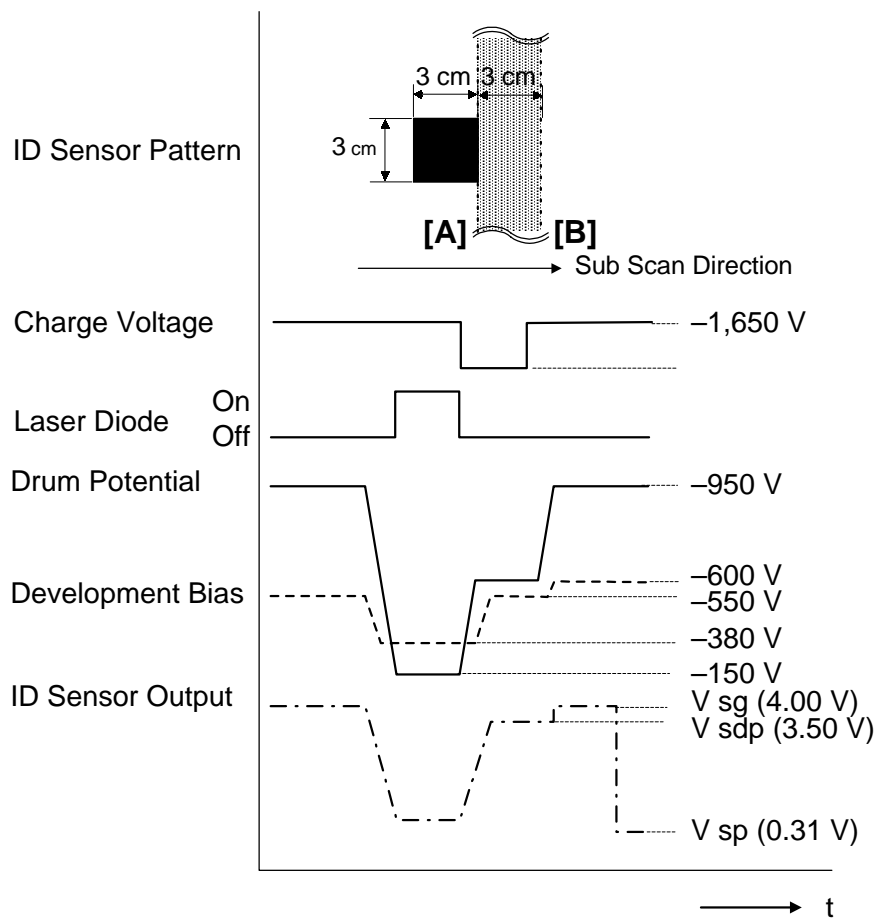 3 cm 3 cm
ID Sensor Pattern
3 cm
[A] [B]
Sub Scan Direction
Charge Voltage
–1,650 V
Laser Diode
On
Off
Drum Potential
–950 V
Development Bias
–600 V
–550 V
–380 V
–150 V
ID Sensor Output
V sg (4.00 V)
V sdp (3.50 V)
V sp (0.31 V)
t